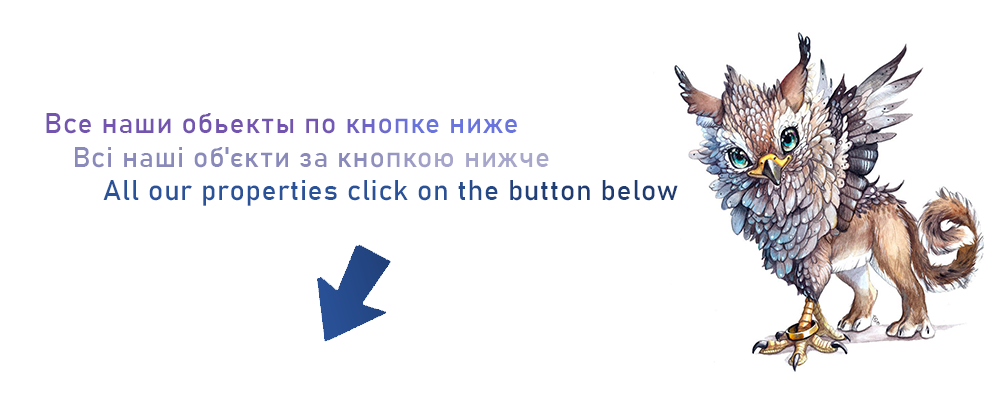 Все наши обьекты по кнопке ниже
Всі наші об'єкти за кнопкою нижче
All our properties click on the button below